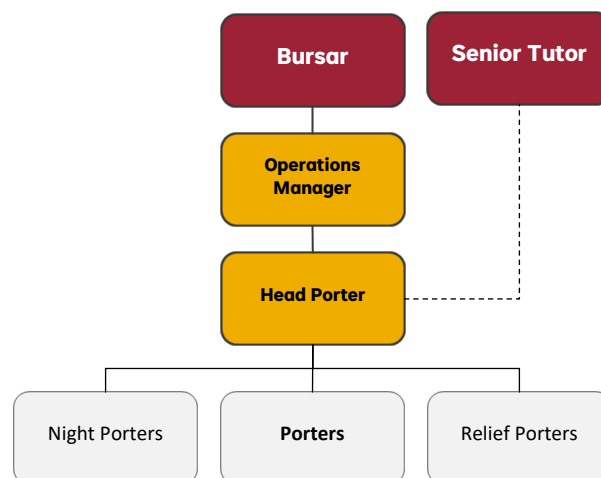 Bursar
Senior Tutor
Operations
Manager
Head Porter
Night Porters
Porters
Relief Porters